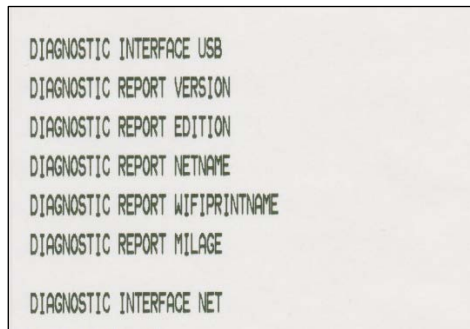 DIAGNOSTIC INTERFACE USB
DIAGNOSTIC REPORT VERSION
DIAGNOSTIC REPORT EDITION
DIAGNOSTIC REPORT NETNAME
DIAGNOSTIC REPORT WIFIPRINTNAME
DIAGNOSTIC REPORT MILAGE
DIAGNOSTIC INTERFACE NET